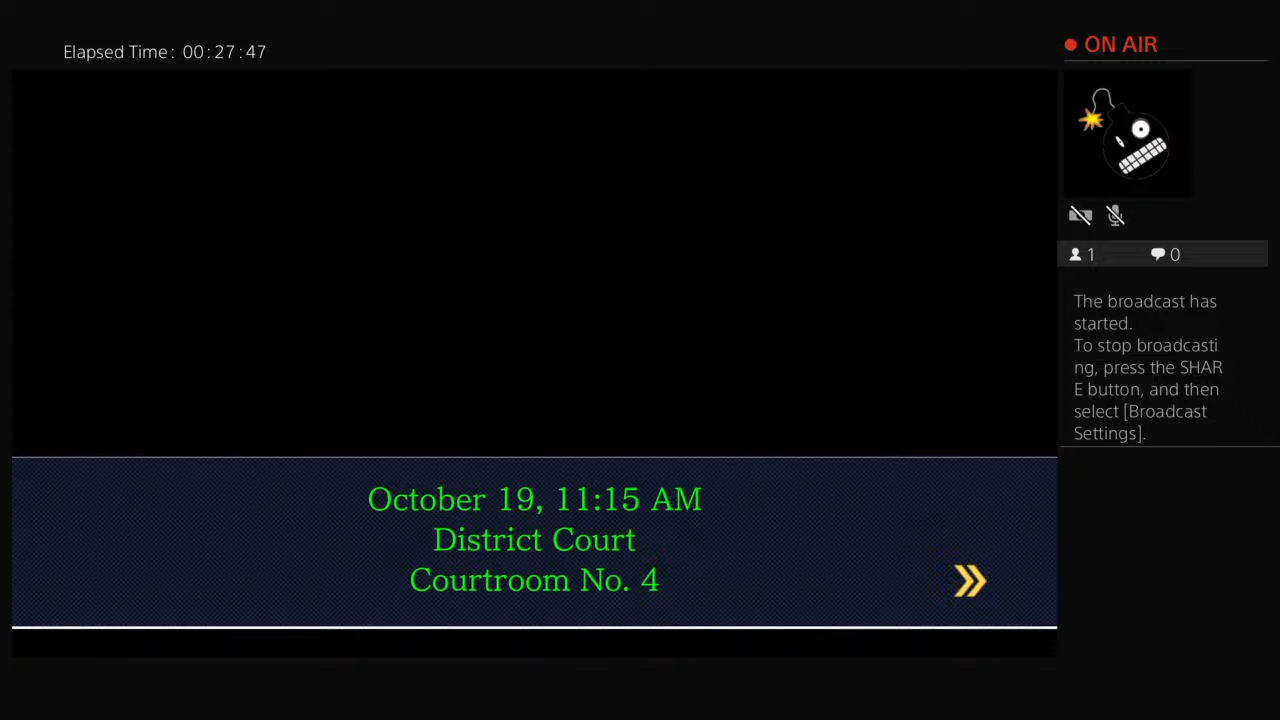 Elapsed Time: 00:27:47
ON AIR
1
0
The broadcast has
started.
To stop broadcasti
ng, press the SHAR
E button, and then
select [Broadcast
Settings].
October 19, 11:15 AM
District Court
Courtroom No. 4